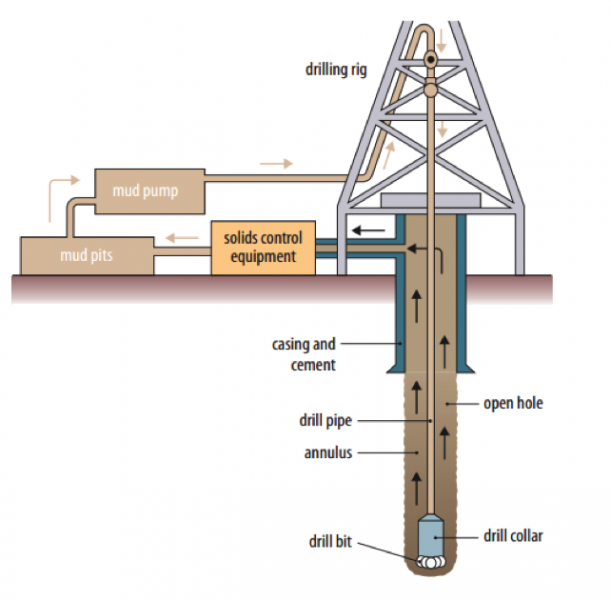 drilling rig
mud pump
solids control
equipment
mud pits
casing and
cement
open hole
drill pipe
annulus
drill collar
drill bit